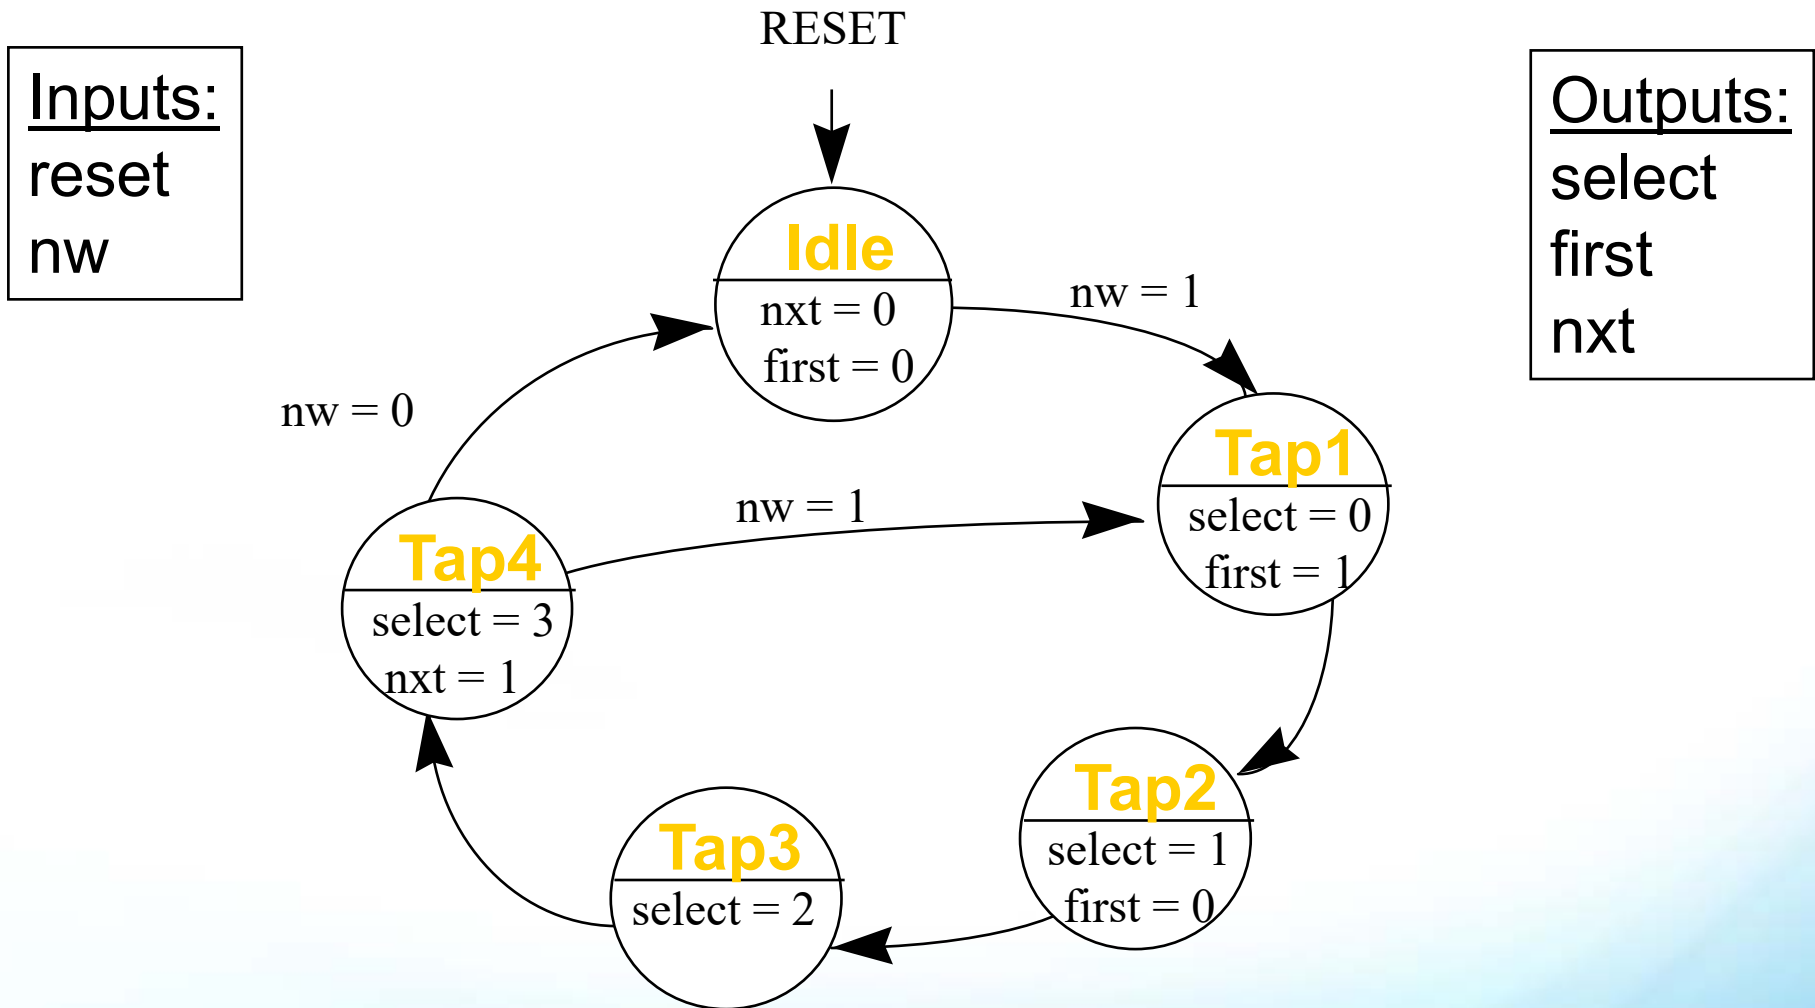 RESET
Inputs:
reset
nw
Outputs:
select
first
nxt
Idle
nxt = 0
first = 0
nw = 1
nw = 0
Tap1
select = 0
first = 1
nw = 1
Tap4
select = 3
nxt = 1
Tap2
select = 1
first = 0
Tap3
select = 2